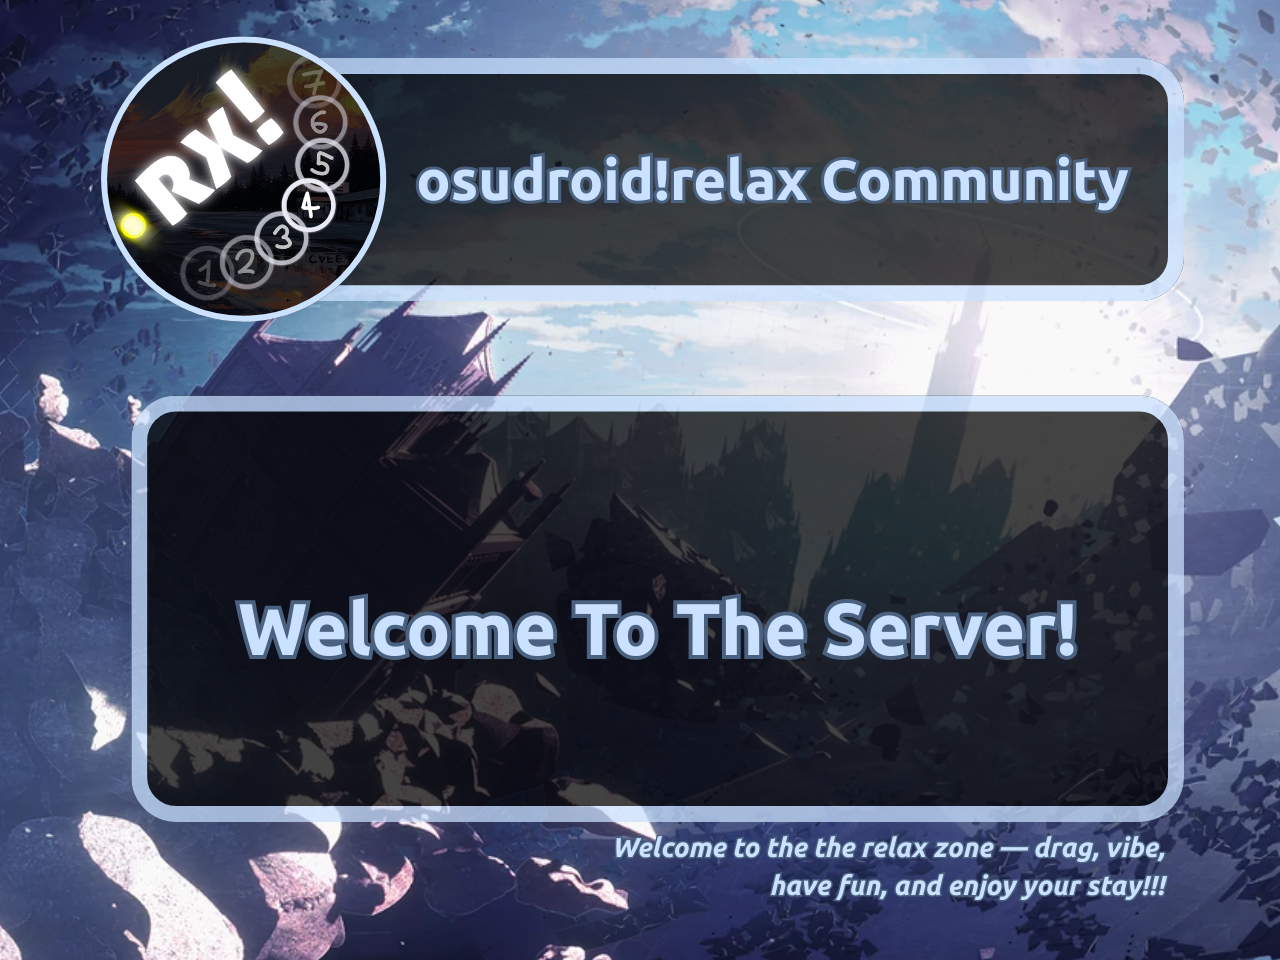 RX!
7
6
5
4
3
2
1
osudroid!relax Community
Welcome To The Server!
Welcome to the the relax zone — drag, vibe,
have fun, and enjoy your stay!!!